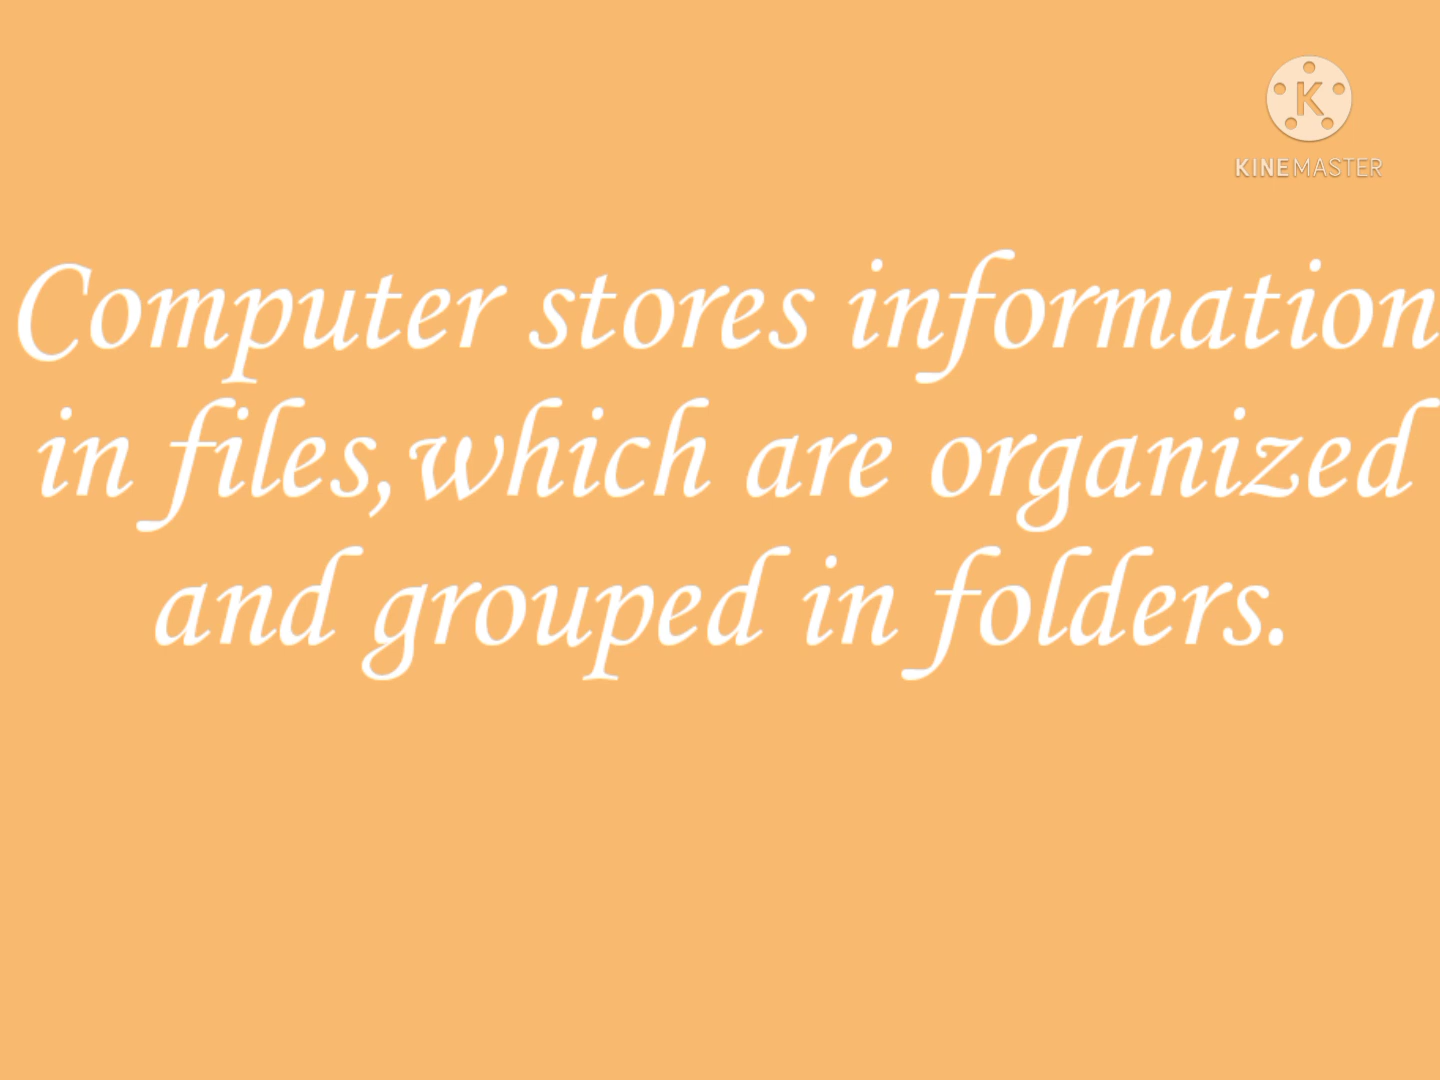 K
KINEMASTER
Computer stores information
in files,which are organized
and grouped in folders.